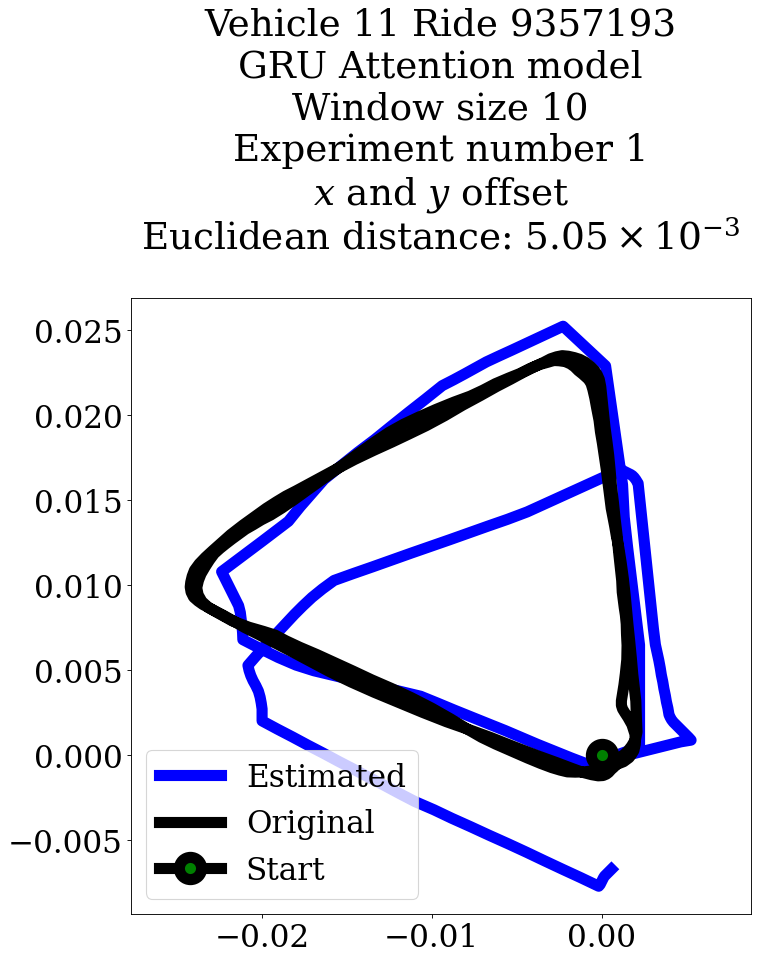 Vehicle 11 Ride 9357193
GRU Attention model
Window size 10
Experiment number 1
x and y offset
Euclidean distance: 5.05 × 10⁻³
0.025
0.020
0.015
0.010
0.005
0.000
−0.005
Estimated
Original
Start
−0.02
−0.01
0.00